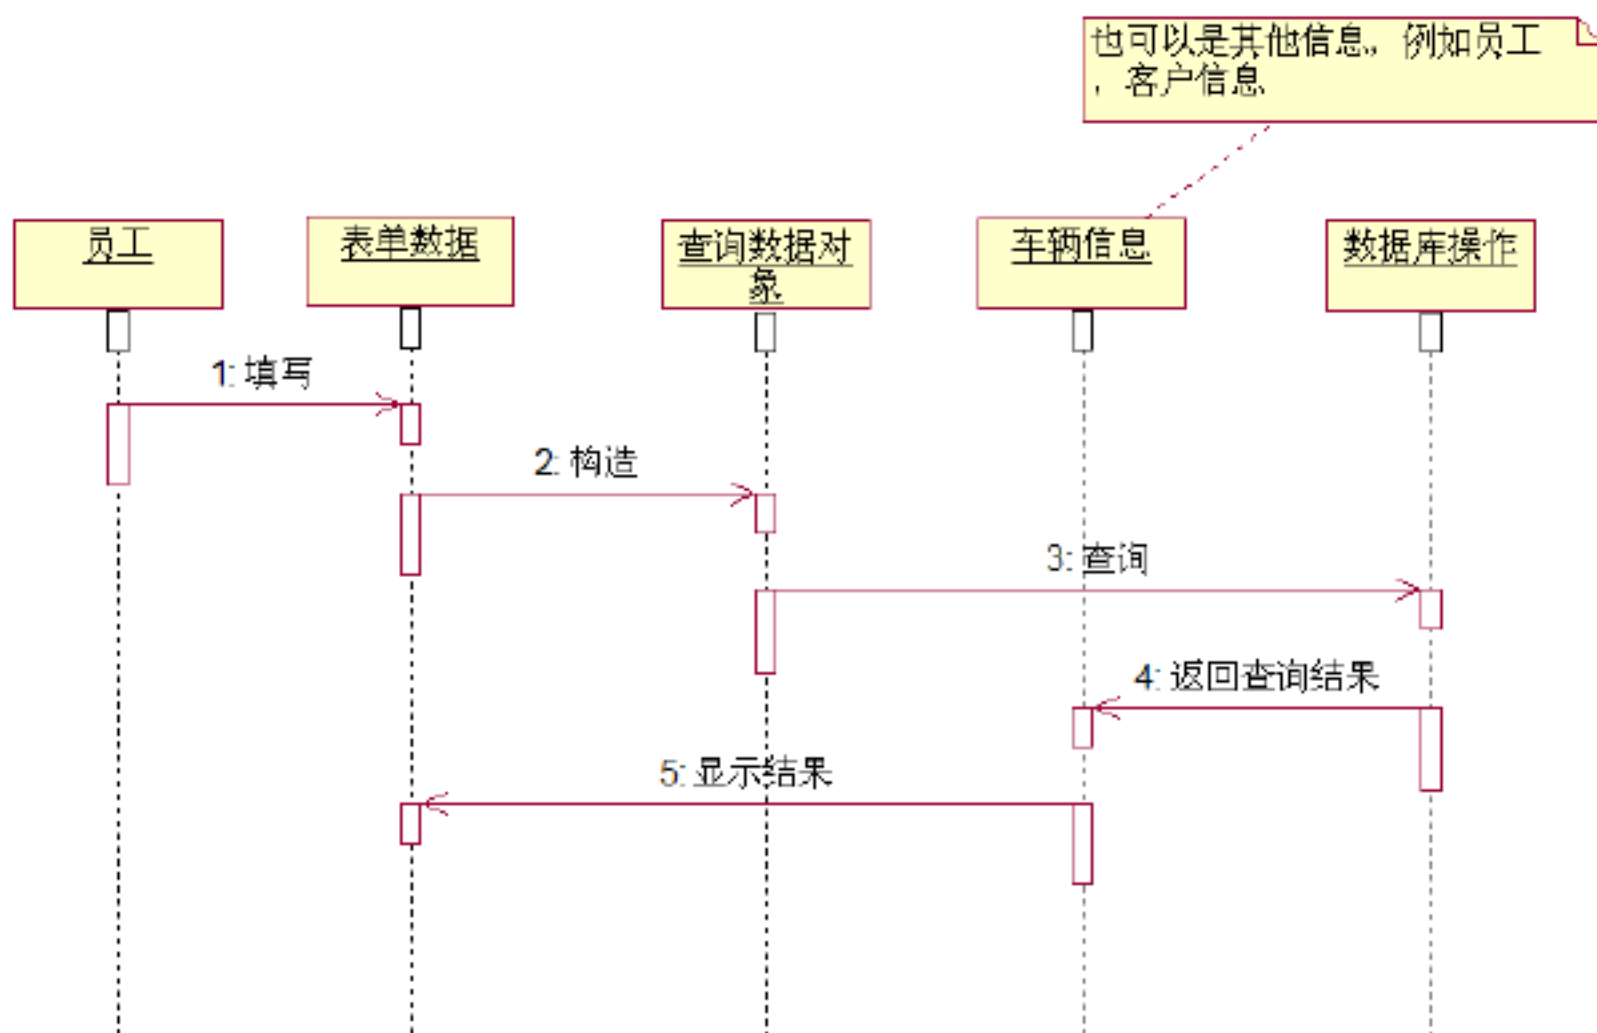 也可以是其他信息，例如员工
，客户信息
员工
表单数据
查询数据对
象
车辆信息
数据库操作
1: 填写
2: 构造
3: 查询
4: 返回查询结果
5: 显示结果